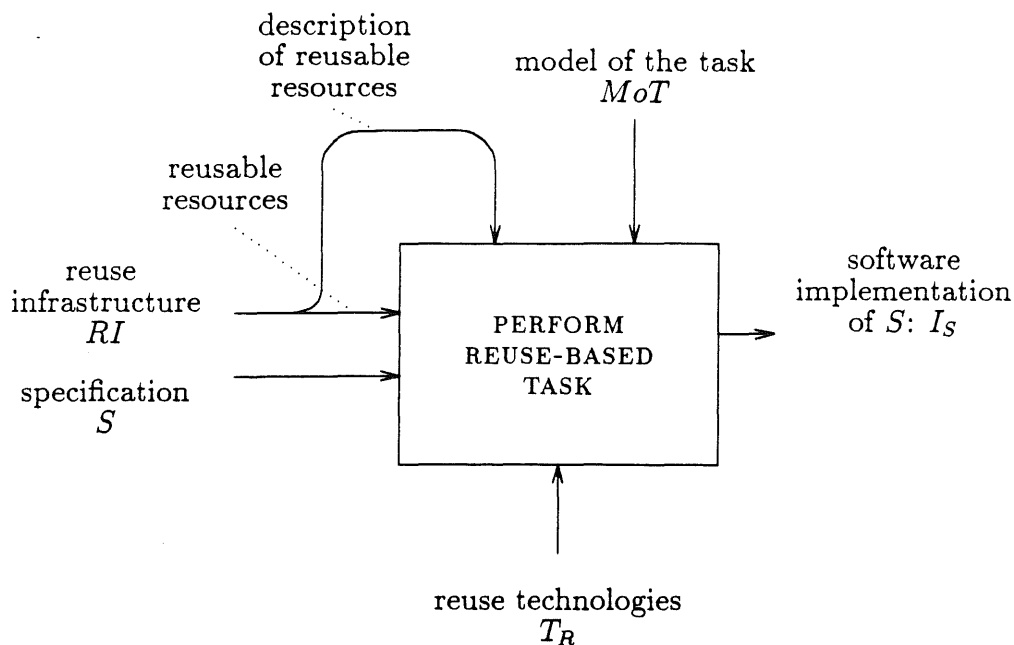 description
of reusable
resources
model of the task
MoT
reusable
resources
reuse
infrastructure
RI
specification
S
PERFORM
REUSE-BASED
TASK
software
implementation
of S: I_S
reuse technologies
T_R